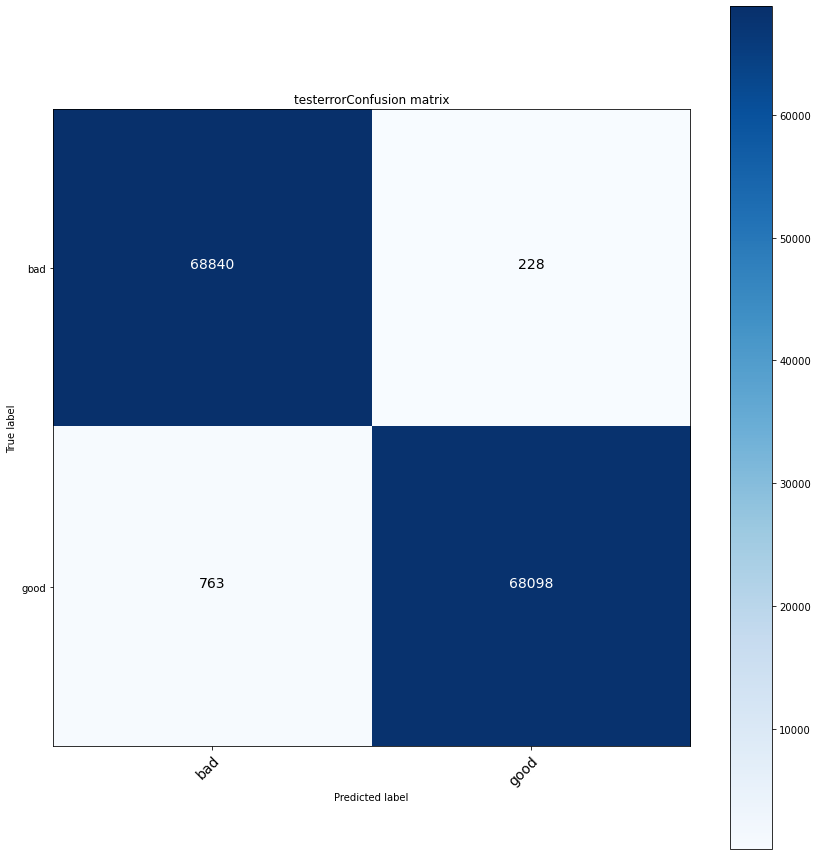 testerrorConfusion matrix
True label
bad
68840
228
good
763
68098
bad
good
Predicted label
60000
50000
40000
30000
20000
10000